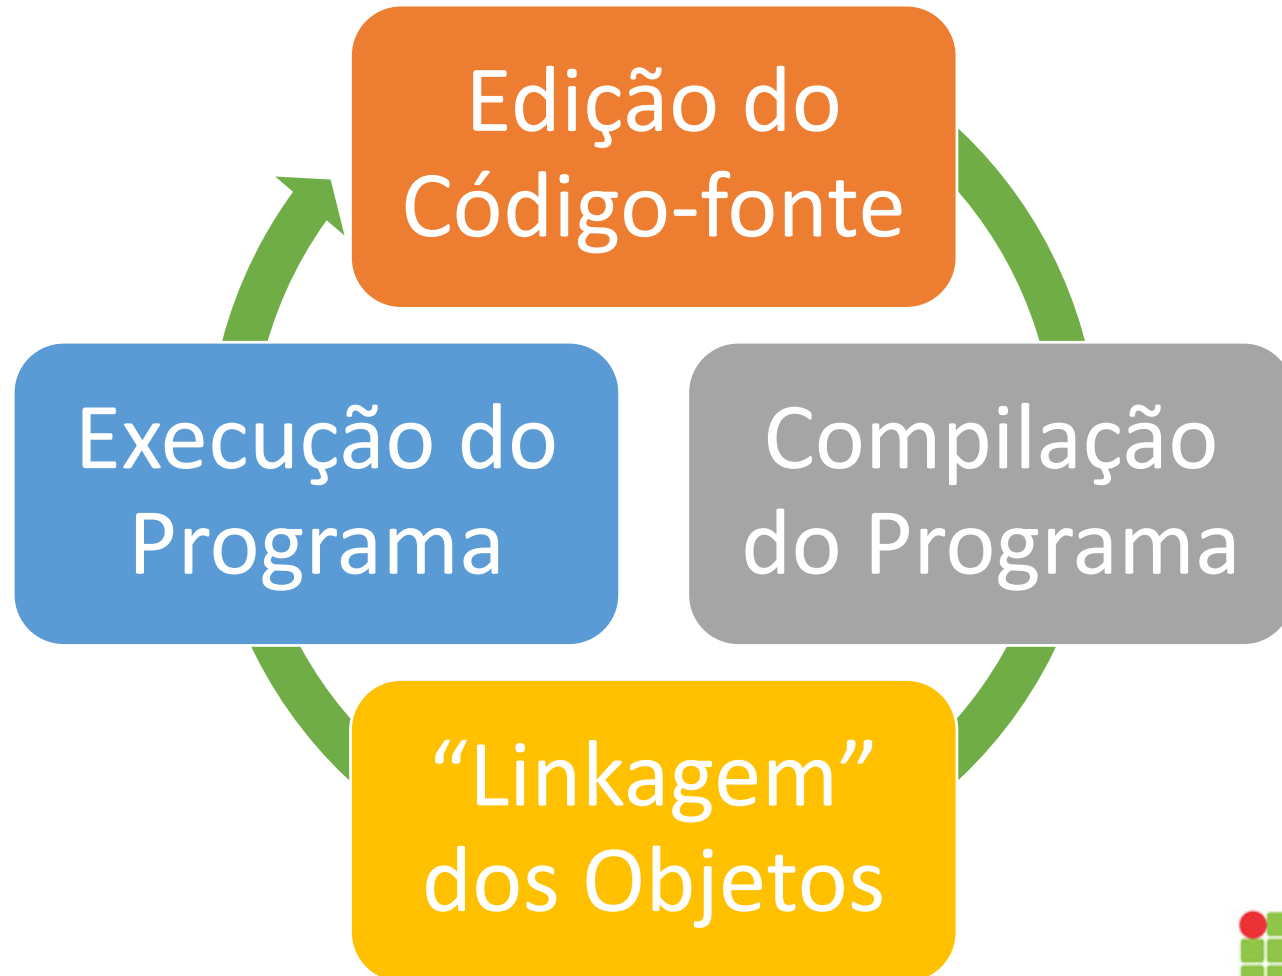 Edição do
Código-fonte
Compilação
do Programa
“Linkagem”
dos Objetos
Execução do
Programa